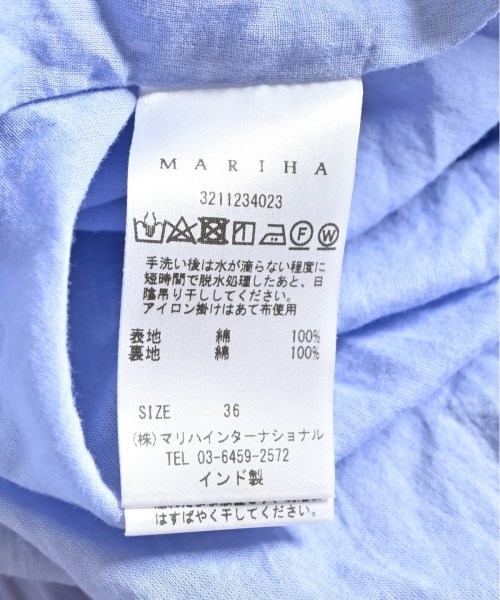 MARIHA
3211234023
F W
手洗い後は水が滴らない程度に
短時間で脱水処理したあと、日
陰吊り干ししてください。
アイロン掛けはあて布使用
表地 綿 100%
裏地 綿 100%
SIZE 36
(株)マリハインターナショナル
TEL 03-6459-2572
インド製
はすばやく干してください。